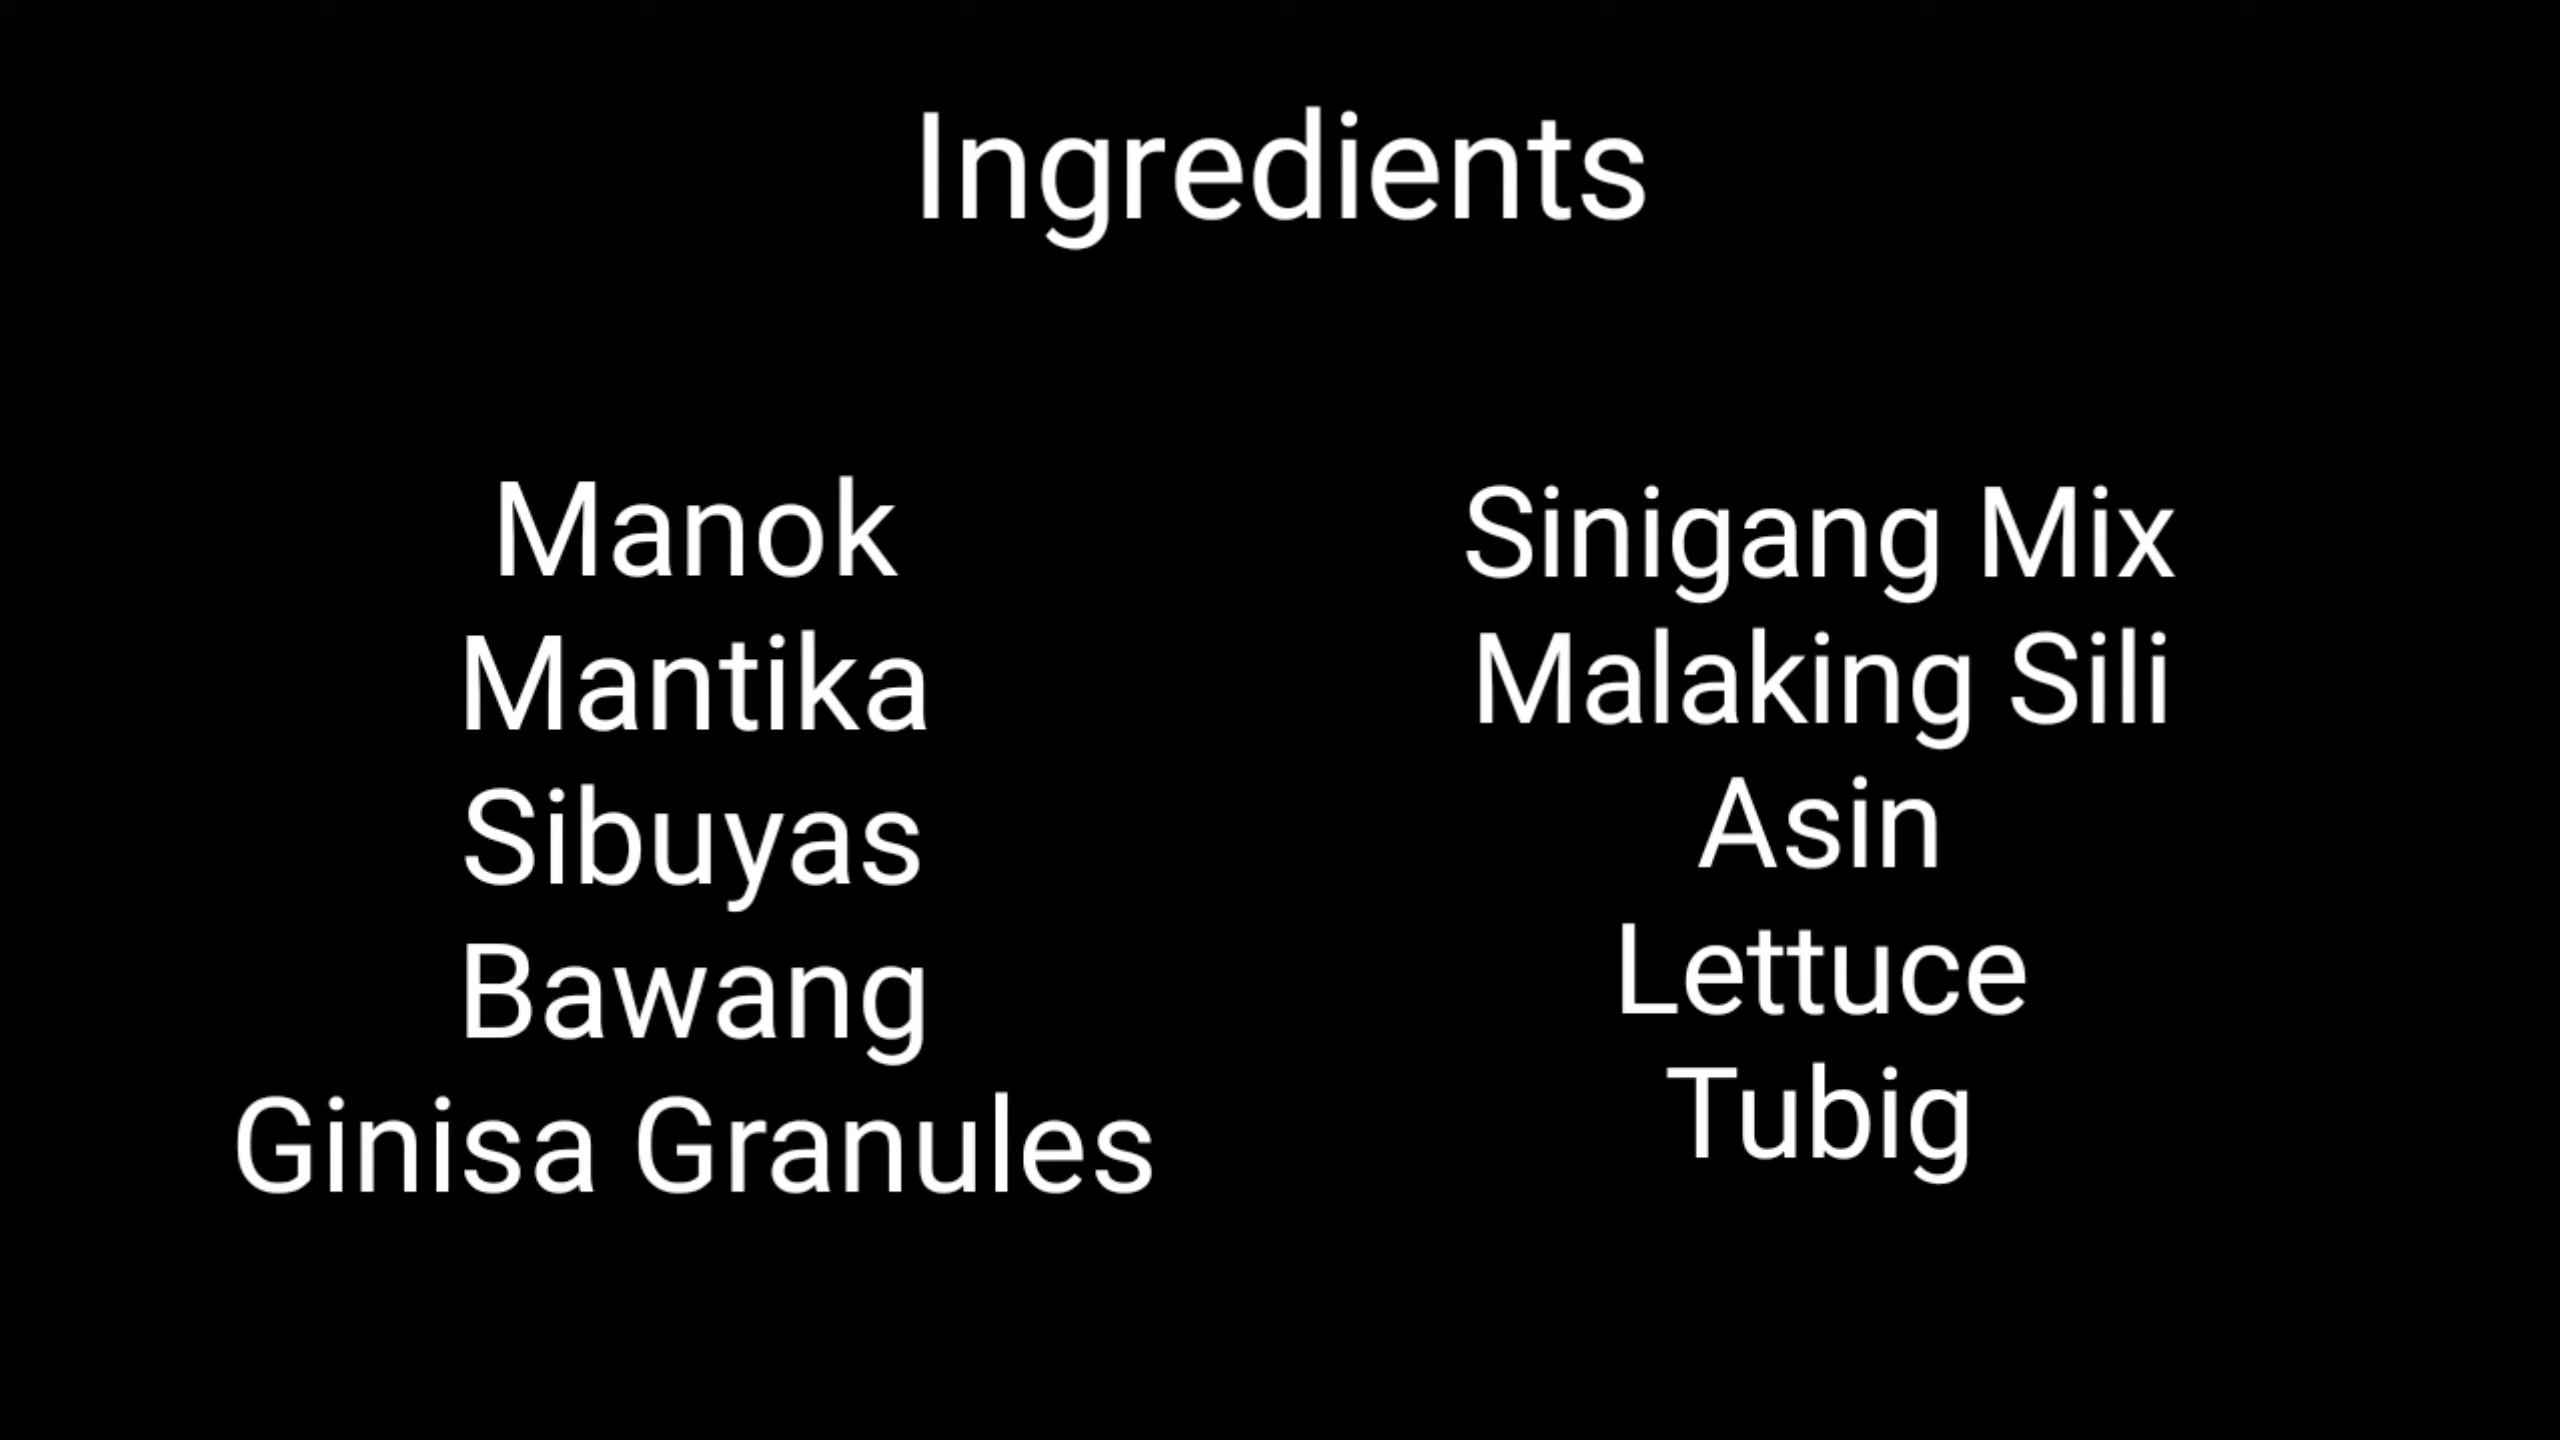 Ingredients
Manok
Mantika
Sibuyas
Bawang
Ginisa Granules
Sinigang Mix
Malaking Sili
Asin
Lettuce
Tubig